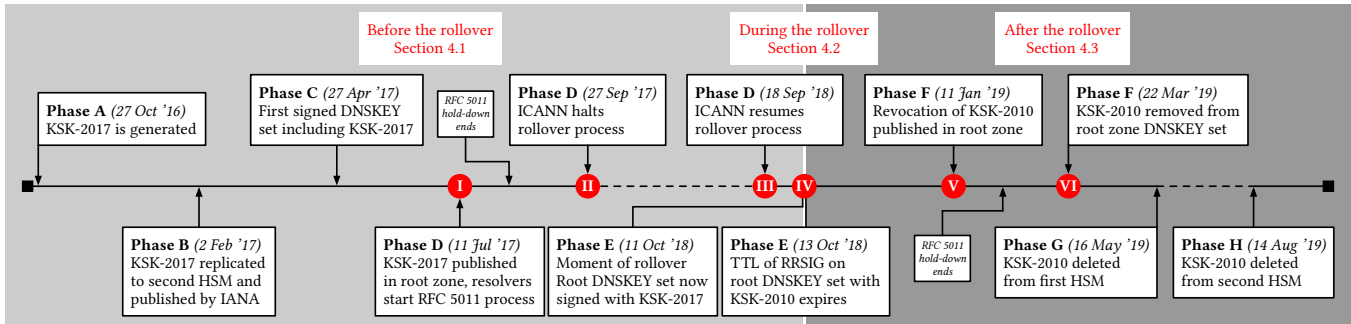 Before the rollover
Section 4.1
During the rollover
Section 4.2
After the rollover
Section 4.3
Phase A (27 Oct '16)
KSK-2017 is generated
Phase C (27 Apr '17)
First signed DNSKEY
set including KSK-2017
RFC 5011
hold-down
ends
Phase D (27 Sep '17)
ICANN halts
rollover process
Phase D (18 Sep '18)
ICANN resumes
rollover process
Phase F (11 Jan '19)
Revocation of KSK-2010
published in root zone
Phase F (22 Mar '19)
KSK-2010 removed from
root zone DNSKEY set
I
II
III
IV
V
VI
Phase B (2 Feb '17)
KSK-2017 replicated
to second HSM and
published by IANA
Phase D (11 Jul '17)
KSK-2017 published
in root zone, resolvers
start RFC 5011 process
Phase E (11 Oct '18)
Moment of rollover
Root DNSKEY set now
signed with KSK-2017
Phase E (13 Oct '18)
TTL of RRSIG on
root DNSKEY set with
KSK-2010 expires
RFC 5011
hold-down
ends
Phase G (16 May '19)
KSK-2010 deleted
from first HSM
Phase H (14 Aug '19)
KSK-2010 deleted
from second HSM